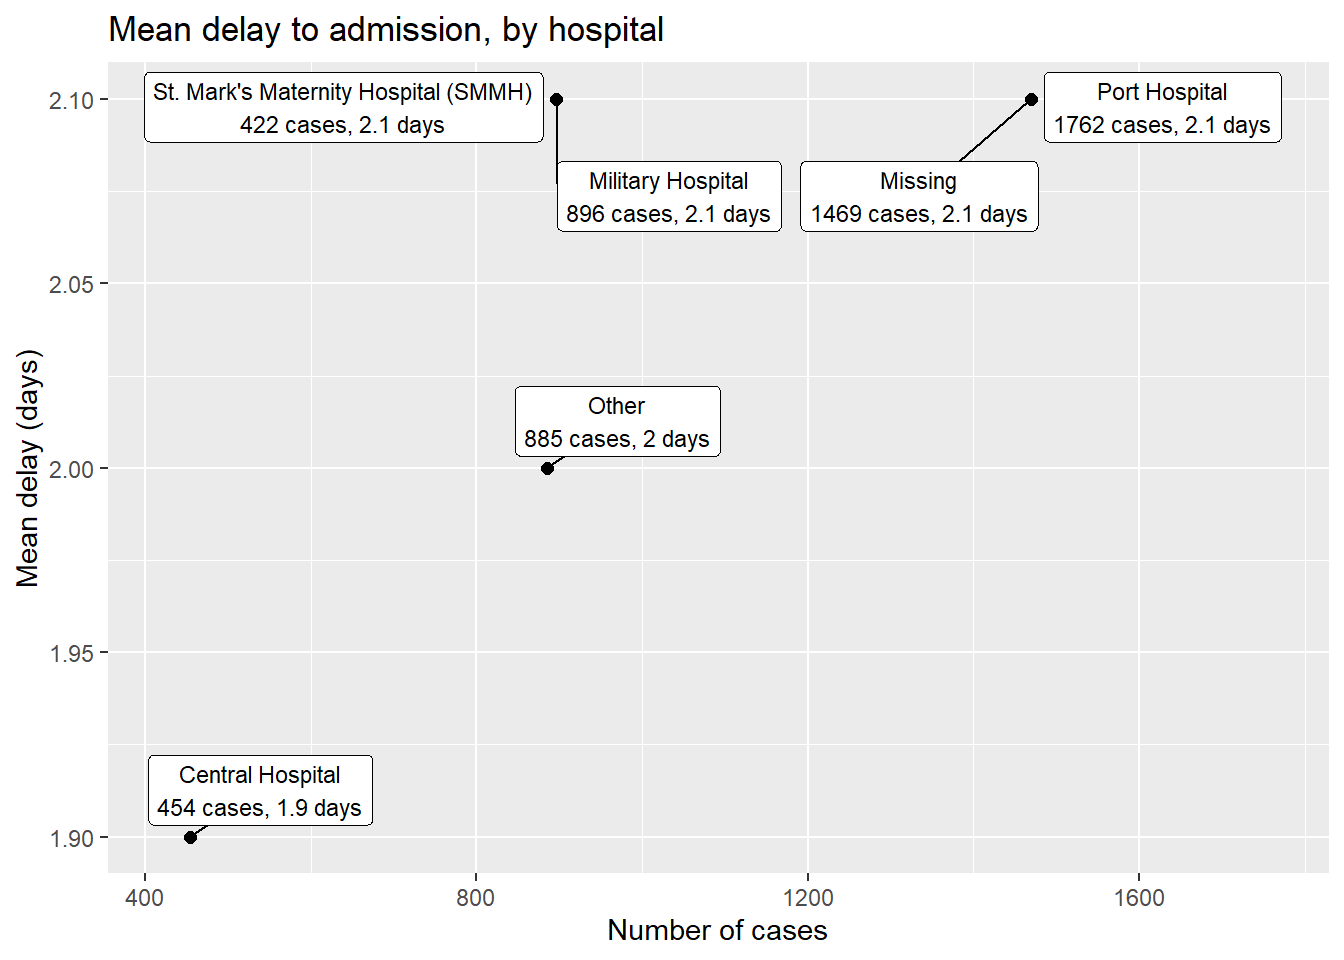 Mean delay to admission, by hospital
St. Mark's Maternity Hospital (SMMH)
422 cases, 2.1 days
Port Hospital
1762 cases, 2.1 days
Military Hospital
896 cases, 2.1 days
Missing
1469 cases, 2.1 days
Other
885 cases, 2 days
Central Hospital
454 cases, 1.9 days
2.10
2.05
2.00
1.95
1.90
Mean delay (days)
400
800
1200
1600
Number of cases